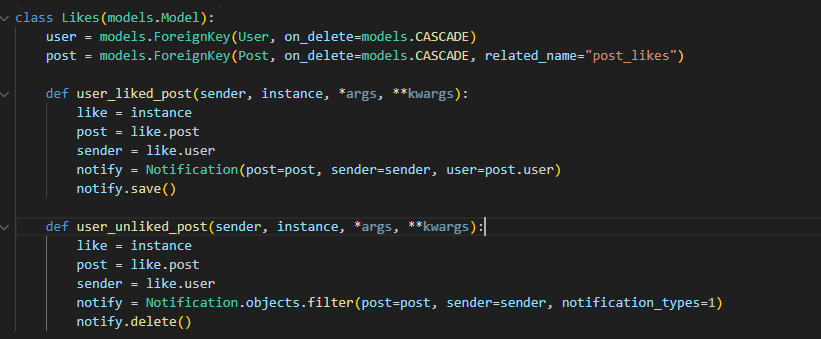 class Likes(models.Model):
    user = models.ForeignKey(User, on_delete=models.CASCADE)
    post = models.ForeignKey(Post, on_delete=models.CASCADE, related_name="post_likes")

    def user_liked_post(sender, instance, *args, **kwargs):
        like = instance
        post = like.post
        sender = like.user
        notify = Notification(post=post, sender=sender, user=post.user)
        notify.save()

    def user_unliked_post(sender, instance, *args, **kwargs):
        like = instance
        post = like.post
        sender = like.user
        notify = Notification.objects.filter(post=post, sender=sender, notification_types=1)
        notify.delete()